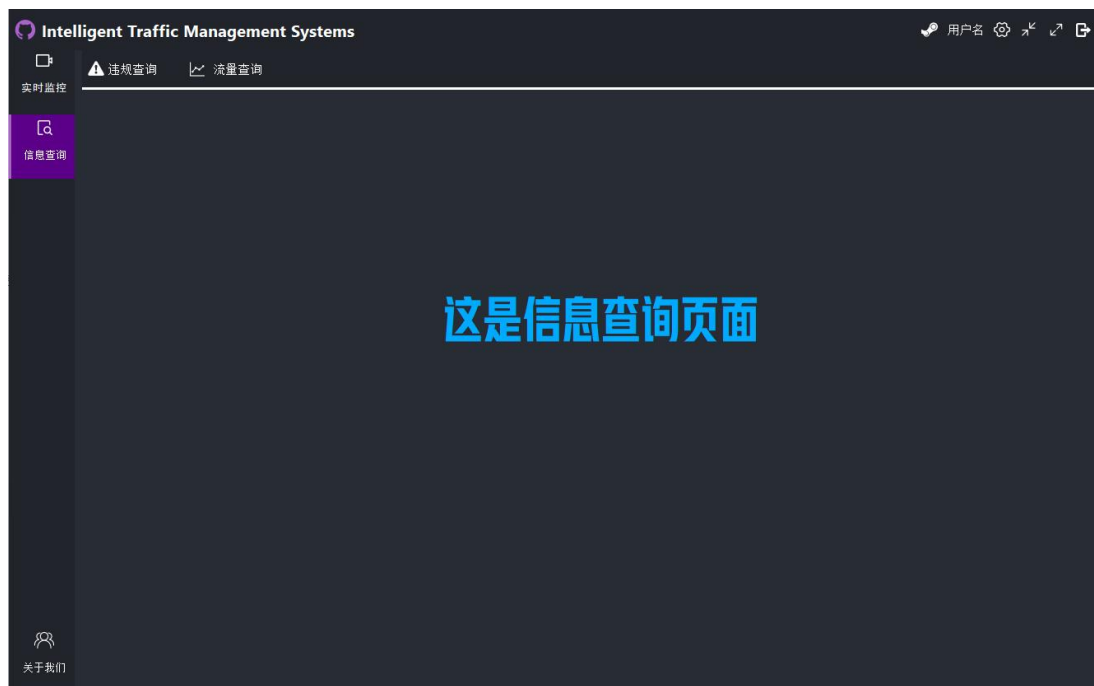 Intelligent Traffic Management Systems
用户名
实时监控
违规查询
流量查询
信息查询
这是信息查询页面
关于我们